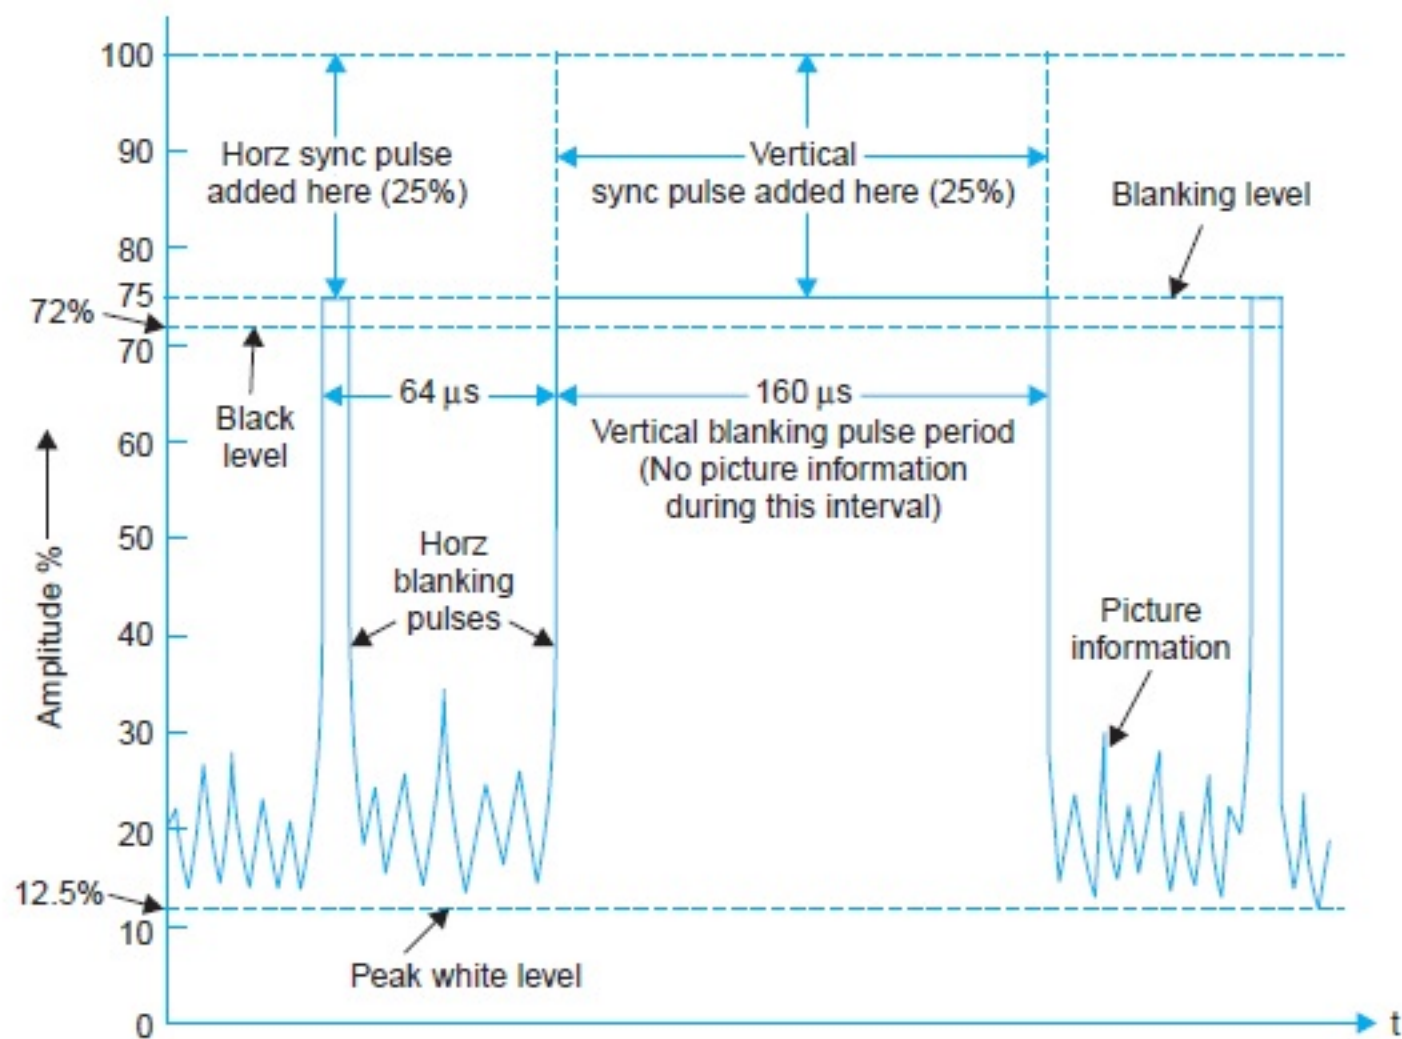 100
90
80
75
72%
70
60
50
40
30
20
12.5%
10
0
Amplitude %
t
Horz sync pulse
added here (25%)
Vertical
sync pulse added here (25%)
Blanking level
Black
level
64 μs
160 μs
Vertical blanking pulse period
(No picture information
during this interval)
Horz
blanking
pulses
Picture
information
Peak white level